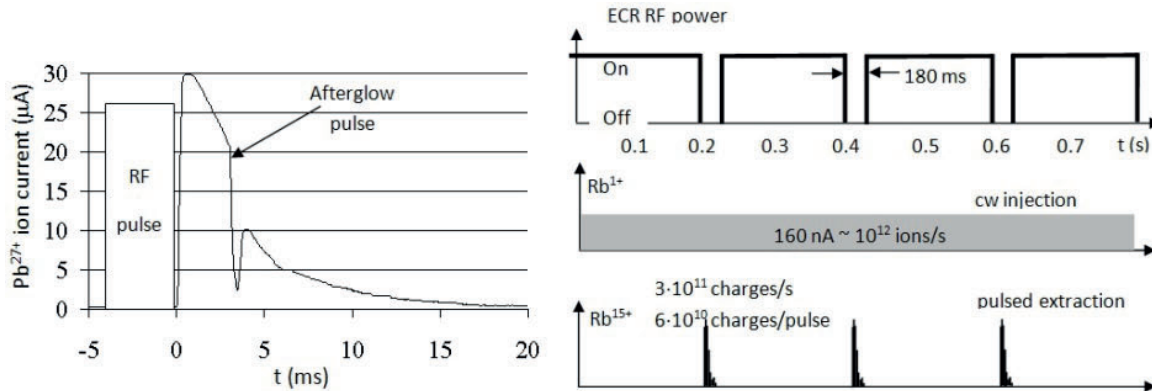 30
25
20
15
10
5
0
Pb27+ ion current (μA)
RF
pulse
Afterglow
pulse
-5 0 5 10 15 20
t (ms)
ECR RF power
On
Off
180 ms
0.1 0.2 0.3 0.4 0.5 0.6 0.7 t (s)
Rb1+
cw injection
160 nA ~ 10¹² ions/s
Rb15+
3·10¹¹ charges/s
6·10¹⁰ charges/pulse
pulsed extraction